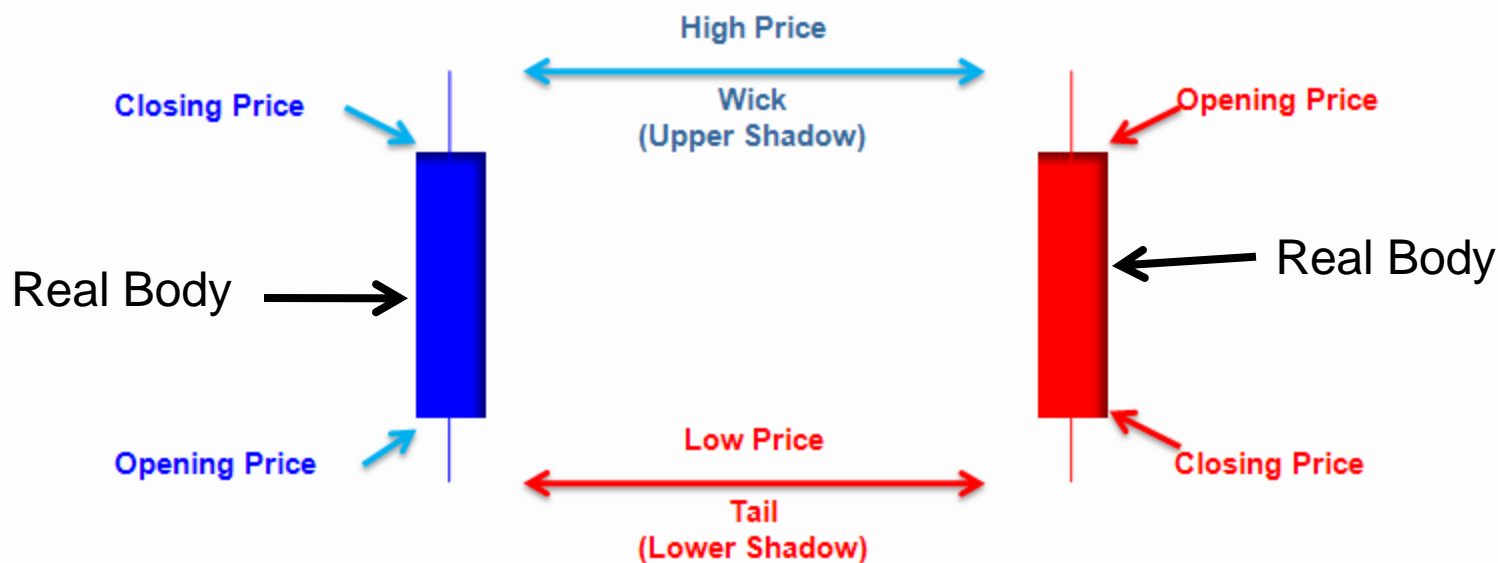 High Price
Closing Price
Wick
(Upper Shadow)
Opening Price
Real Body
Real Body
Opening Price
Low Price
Closing Price
Tail
(Lower Shadow)